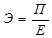 Э = П / Е